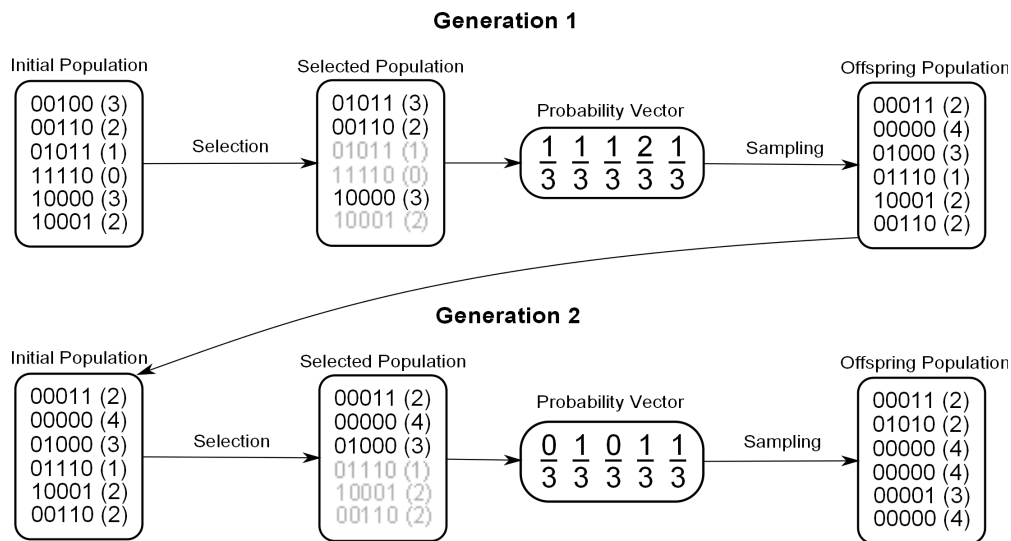 Generation 1
Initial Population
00100 (3)
00110 (2)
01011 (1)
11110 (0)
10000 (3)
10001 (2)
Selection
Selected Population
01011 (3)
00110 (2)
01011 (1)
11110 (0)
10000 (3)
10001 (2)
Probability Vector
1 1 1 2 1
3 3 3 3 3
Sampling
Offspring Population
00011 (2)
00000 (4)
01000 (3)
01110 (1)
10001 (2)
00110 (2)
Generation 2
Initial Population
00011 (2)
00000 (4)
01000 (3)
01110 (1)
10001 (2)
00110 (2)
Selection
Selected Population
00011 (2)
00000 (4)
01000 (3)
01110 (1)
10001 (2)
00110 (2)
Probability Vector
0 1 0 1 1
3 3 3 3 3
Sampling
Offspring Population
00011 (2)
01010 (2)
00000 (4)
00000 (4)
00001 (3)
00000 (4)